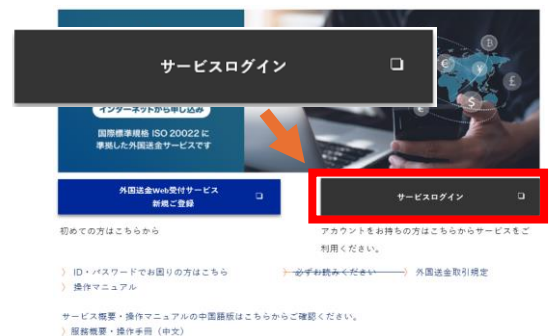 サービスログイン
インターネットから申し込み
国際標準規格 ISO 20022 に
準拠した外国送金サービスです
外国送金Web受付サービス
新規ご登録
サービスログイン
初めての方はこちらから
アカウントをお持ちの方はこちらからサービスをご
利用ください。
〉 ID・パスワードでお困りの方はこちら
〉 必ずお読みください
〉 外国送金取引規定
〉 操作マニュアル
サービス概要・操作マニュアルの中国語版はこちらからご確認ください。
〉 服務概要・操作手冊（中文）